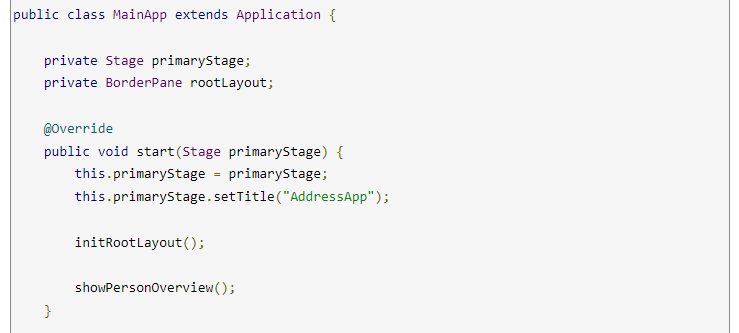 public class MainApp extends Application {
private Stage primaryStage;
private BorderPane rootLayout;
@Override
public void start(Stage primaryStage) {
this.primaryStage = primaryStage;
this.primaryStage.setTitle("AddressApp");
initRootLayout();
showPersonOverview();
}